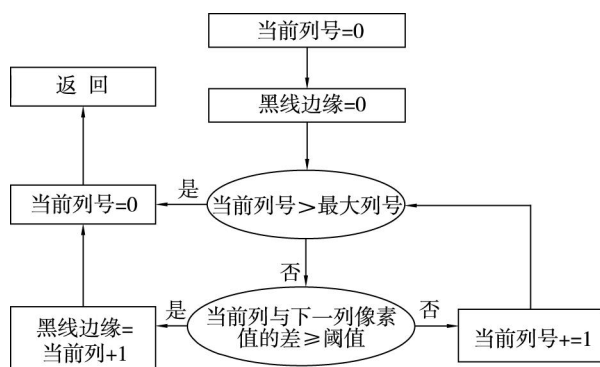 当前列号=0
返 回
黑线边缘=0
是
当前列号=0
当前列号≥最大列号
否
黑线边缘=
当前列+1
是
当前列与下一列像素
值的差≥阈值
否
当前列号+=1